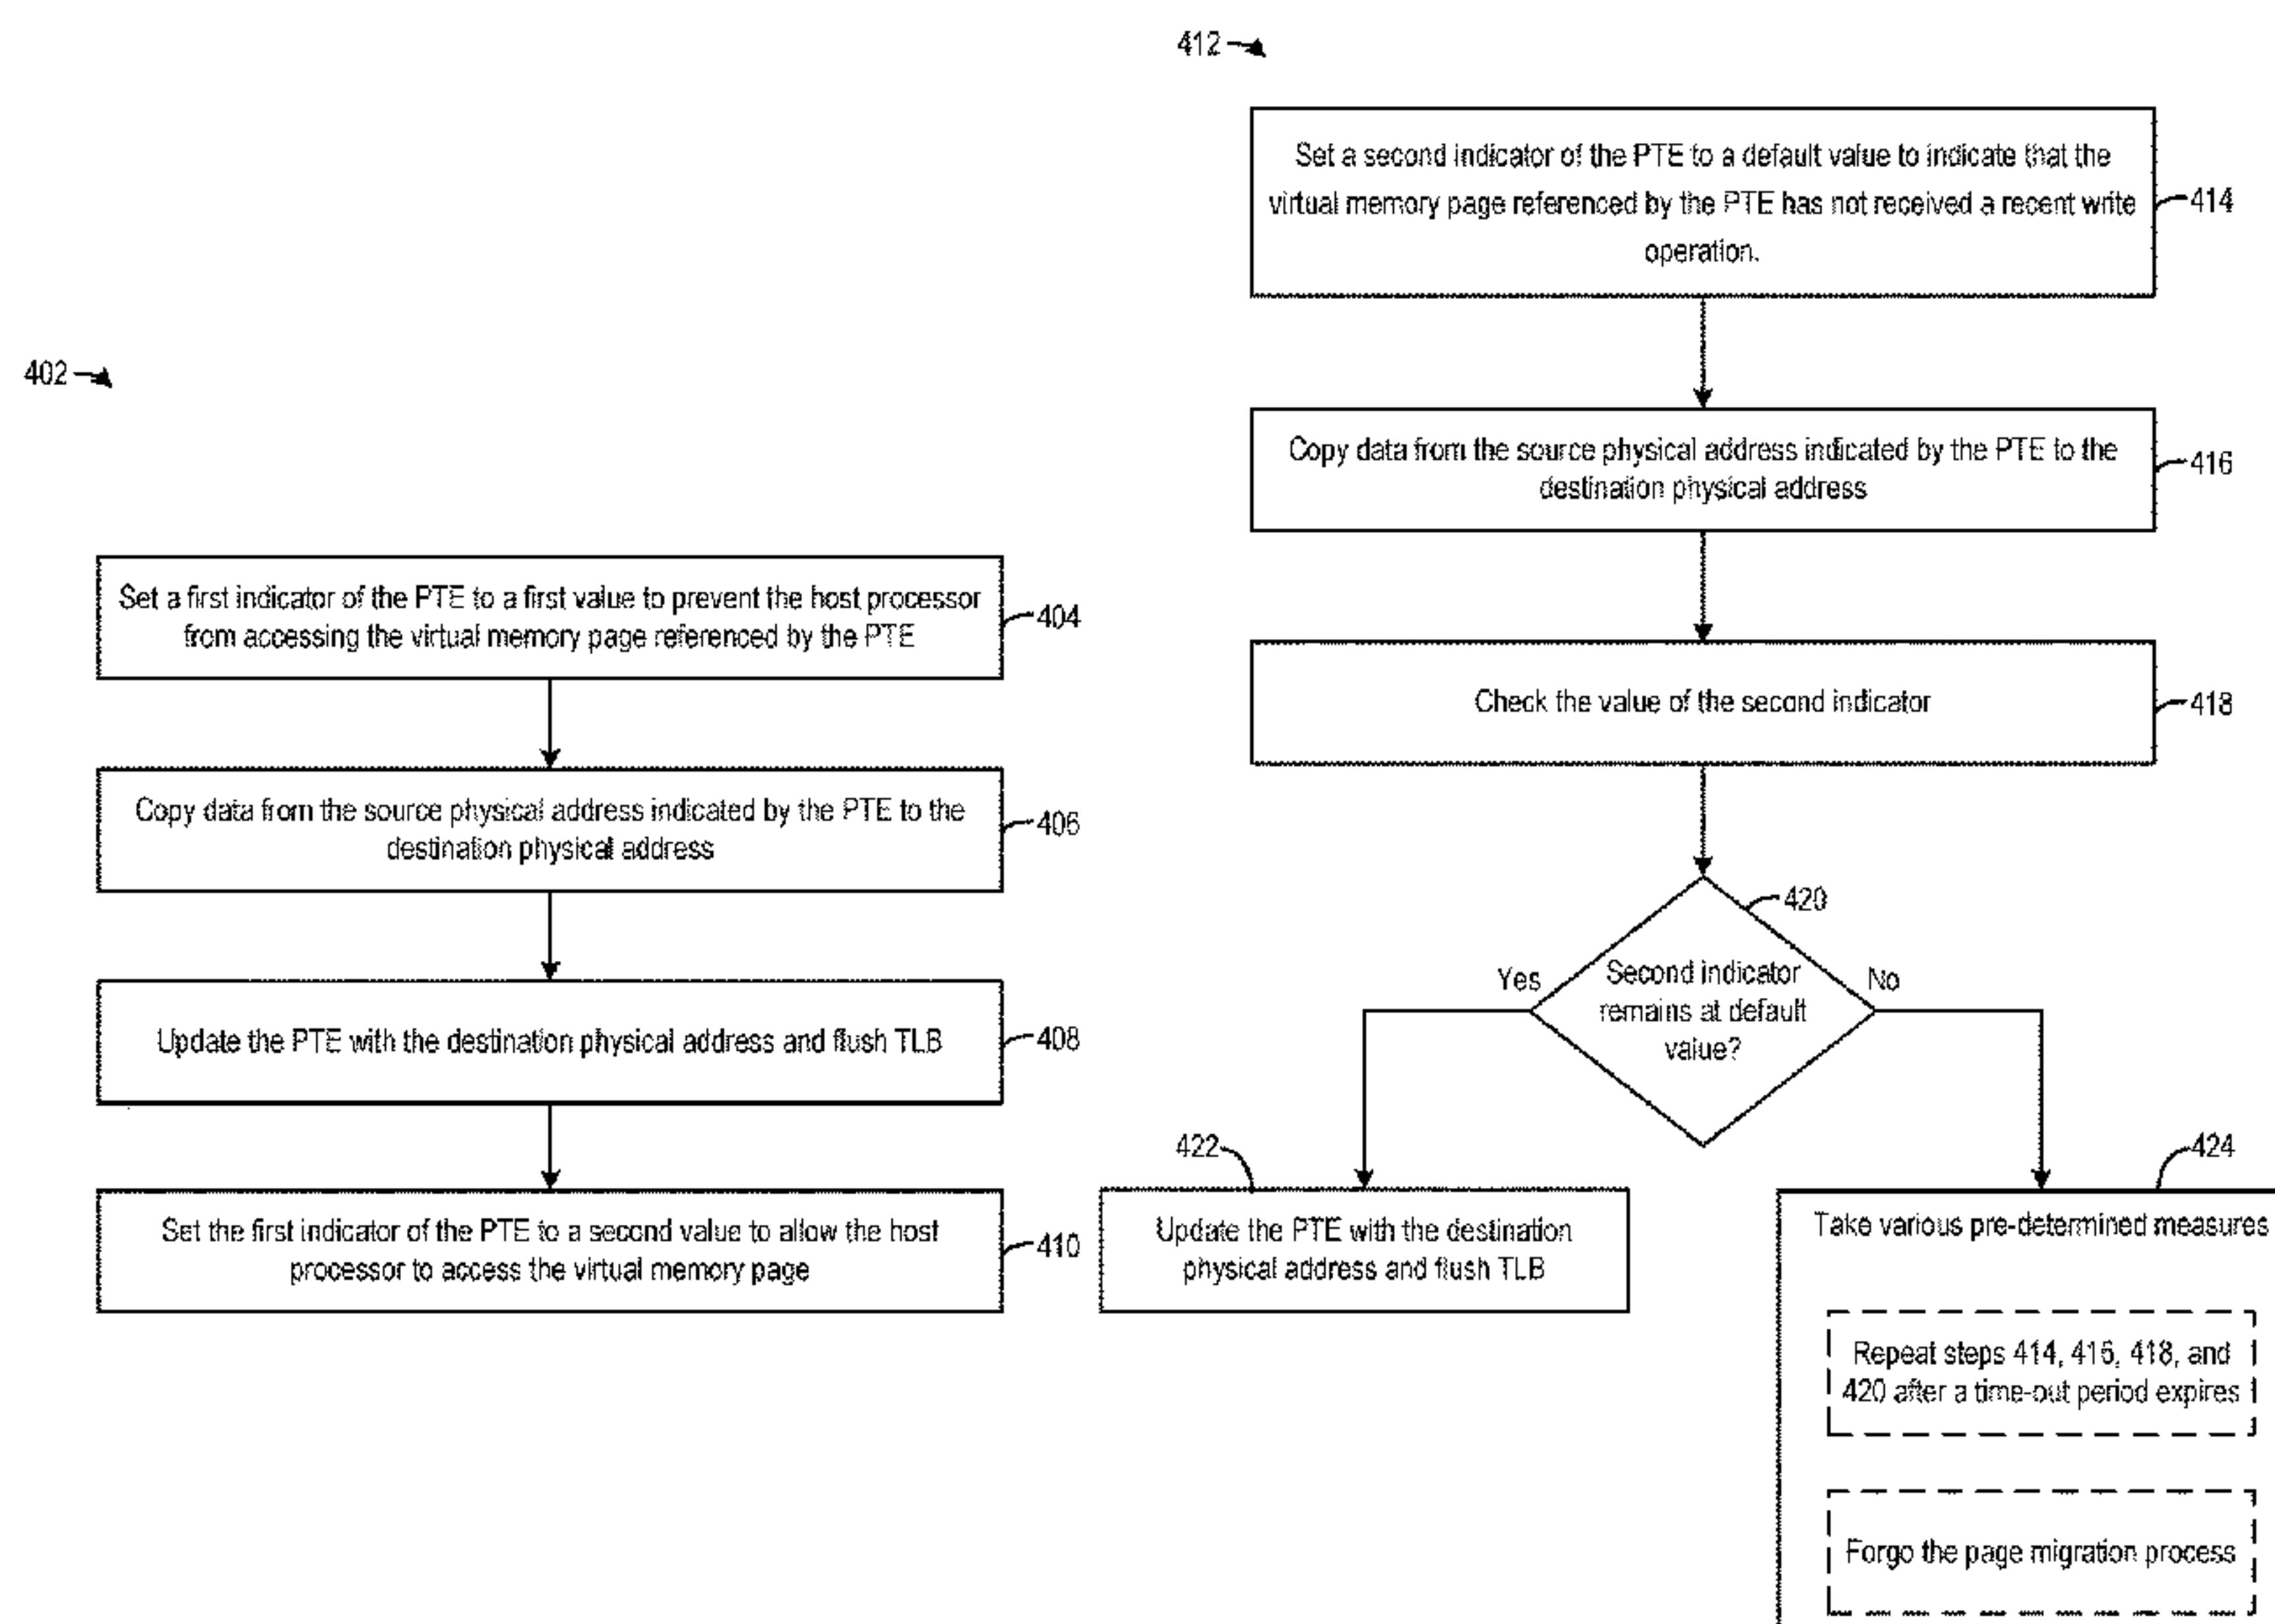 402
Set a first indicator of the PTE to a first value to prevent the host processor
from accessing the virtual memory page referenced by the PTE
404
Copy data from the source physical address indicated by the PTE to the
destination physical address
406
Update the PTE with the destination physical address and flush TLB
408
Set the first indicator of the PTE to a second value to allow the host
processor to access the virtual memory page
410
412
Set a second indicator of the PTE to a default value to indicate that the
virtual memory page referenced by the PTE has not received a recent write
operation.
414
Copy data from the source physical address indicated by the PTE to the
destination physical address
416
Check the value of the second indicator
418
420
Yes
Second indicator
remains at default
value?
No
422
Update the PTE with the destination
physical address and flush TLB
424
Take various pre-determined measures
Repeat steps 414, 416, 418, and
420 after a time-out period expires
Forgo the page migration process